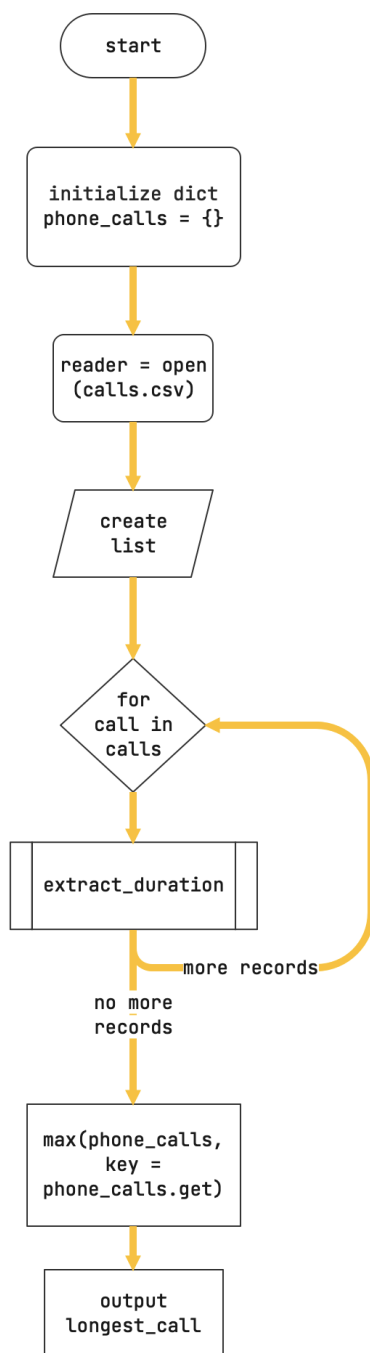 start
initialize dict
phone_calls = {}
reader = open
(calls.csv)
create
list
for
call in
calls
extract_duration
more records
no more
records
max(phone_calls,
key =
phone_calls.get)
output
longest_call